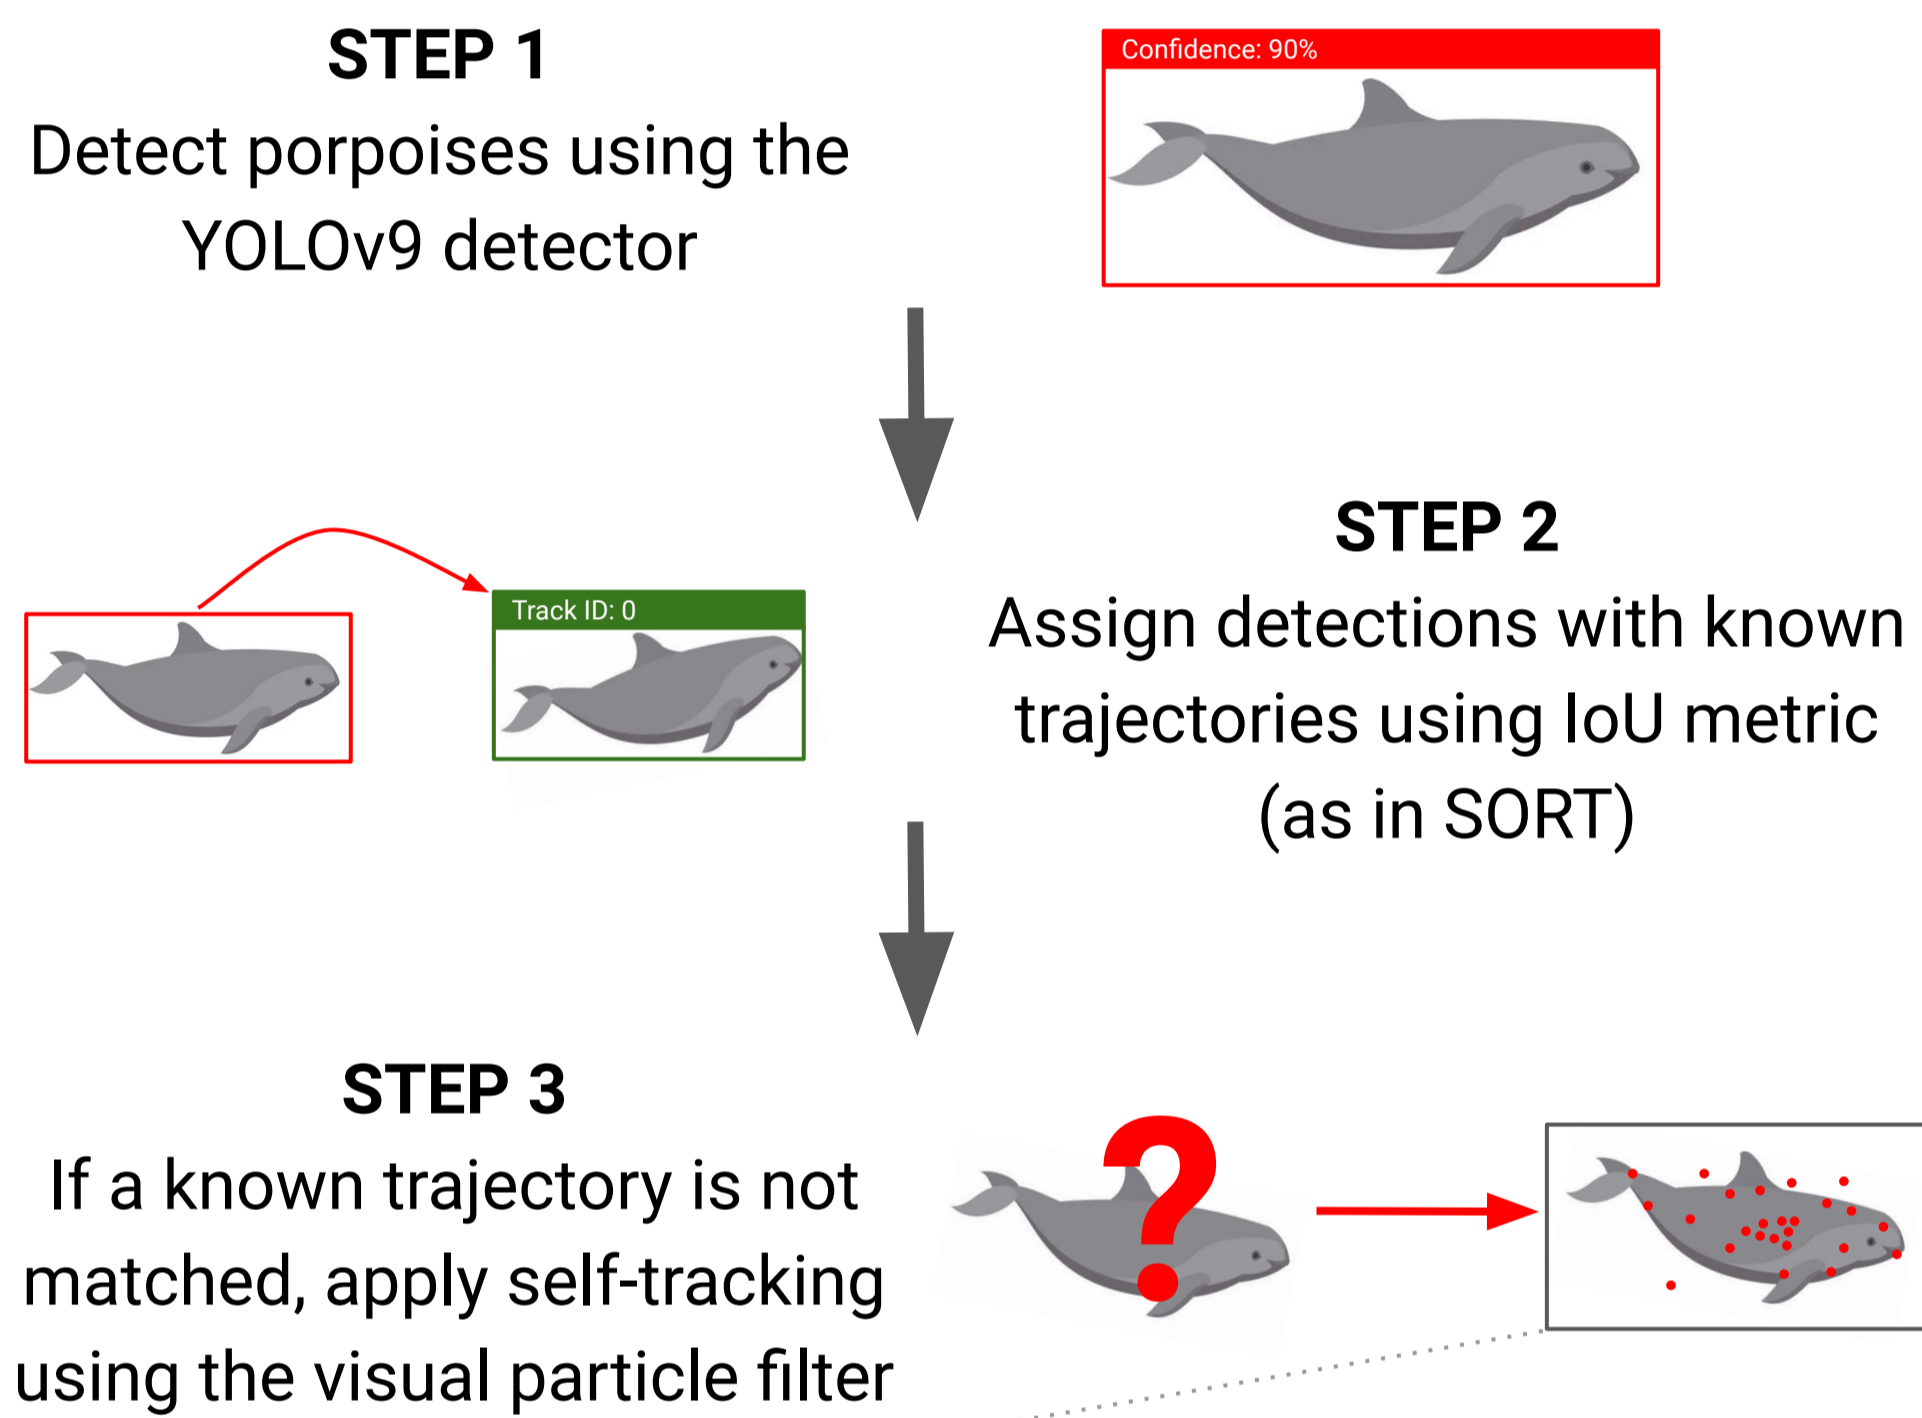 STEP 1
Detect porpoises using the
YOLOv9 detector
Confidence: 90%
Track ID: 0
STEP 2
Assign detections with known
trajectories using IoU metric
(as in SORT)
STEP 3
If a known trajectory is not
matched, apply self-tracking
using the visual particle filter
?